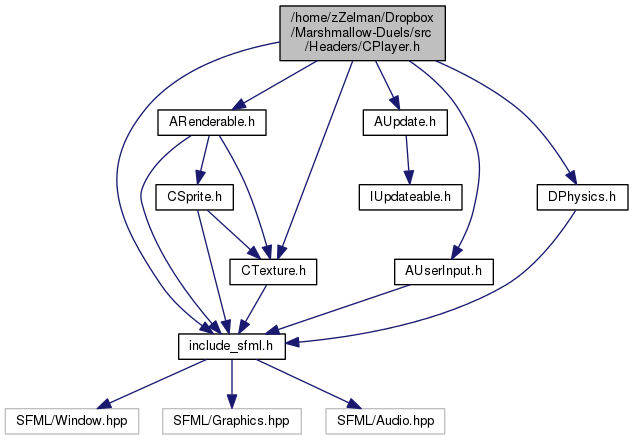 /home/zZelman/Dropbox
/Marshmallow-Duels/src
/Headers/CPlayer.h
ARenderable.h
AUpdate.h
CSprite.h
IUpdateable.h
DPhysics.h
CTexture.h
AUserInput.h
include_sfml.h
SFML/Window.hpp
SFML/Graphics.hpp
SFML/Audio.hpp